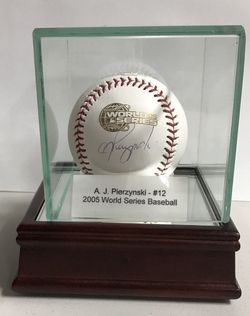 WORLD
SERIES
A. J. Pierzynski - #12
2005 World Series Baseball